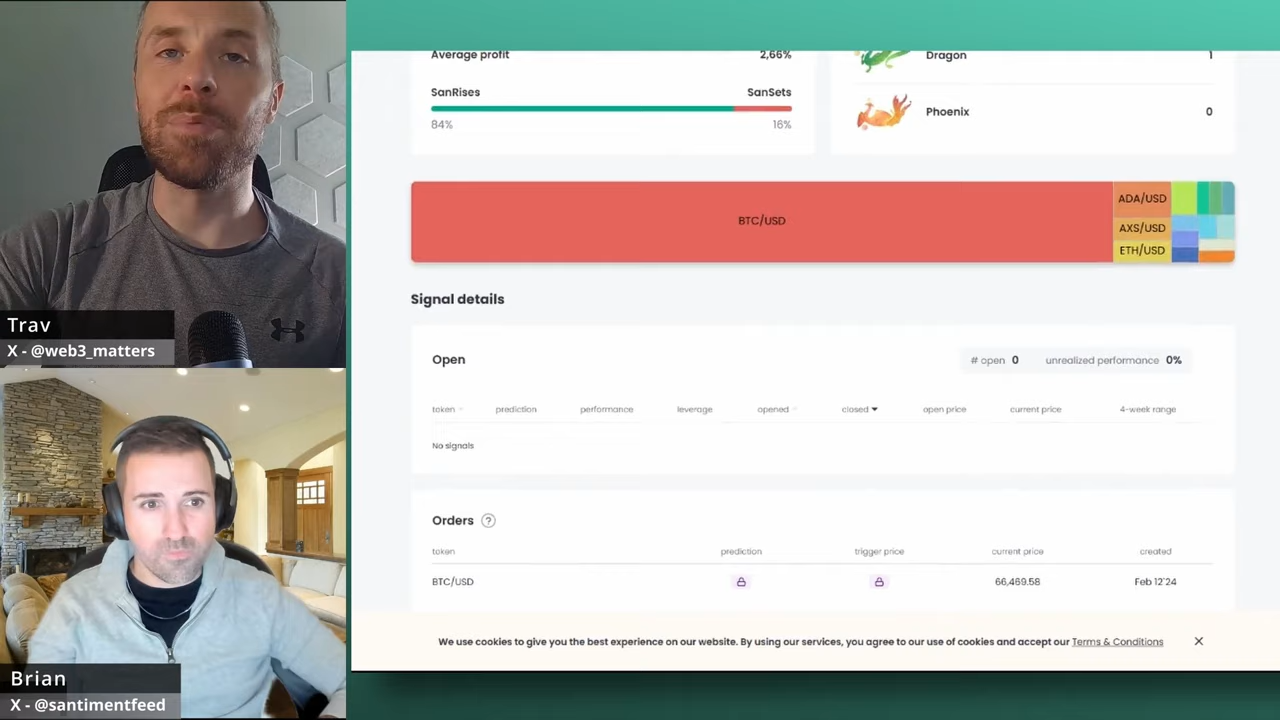 Trav
X - @web3_matters
Brian
X - @santimentfeed
Average profit 2,66%
SanRises SanSets
84% 16%
Dragon 1
Phoenix 0
BTC/USD
ADA/USD
AXS/USD
ETH/USD
Signal details
Open # open 0 unrealized performance 0%
token prediction performance leverage opened closed open price current price 4-week range
No signals
Orders ?
token prediction trigger price current price created
BTC/USD 66,469.58 Feb 12'24
We use cookies to give you the best experience on our website. By using our services, you agree to our use of cookies and accept our Terms & Conditions